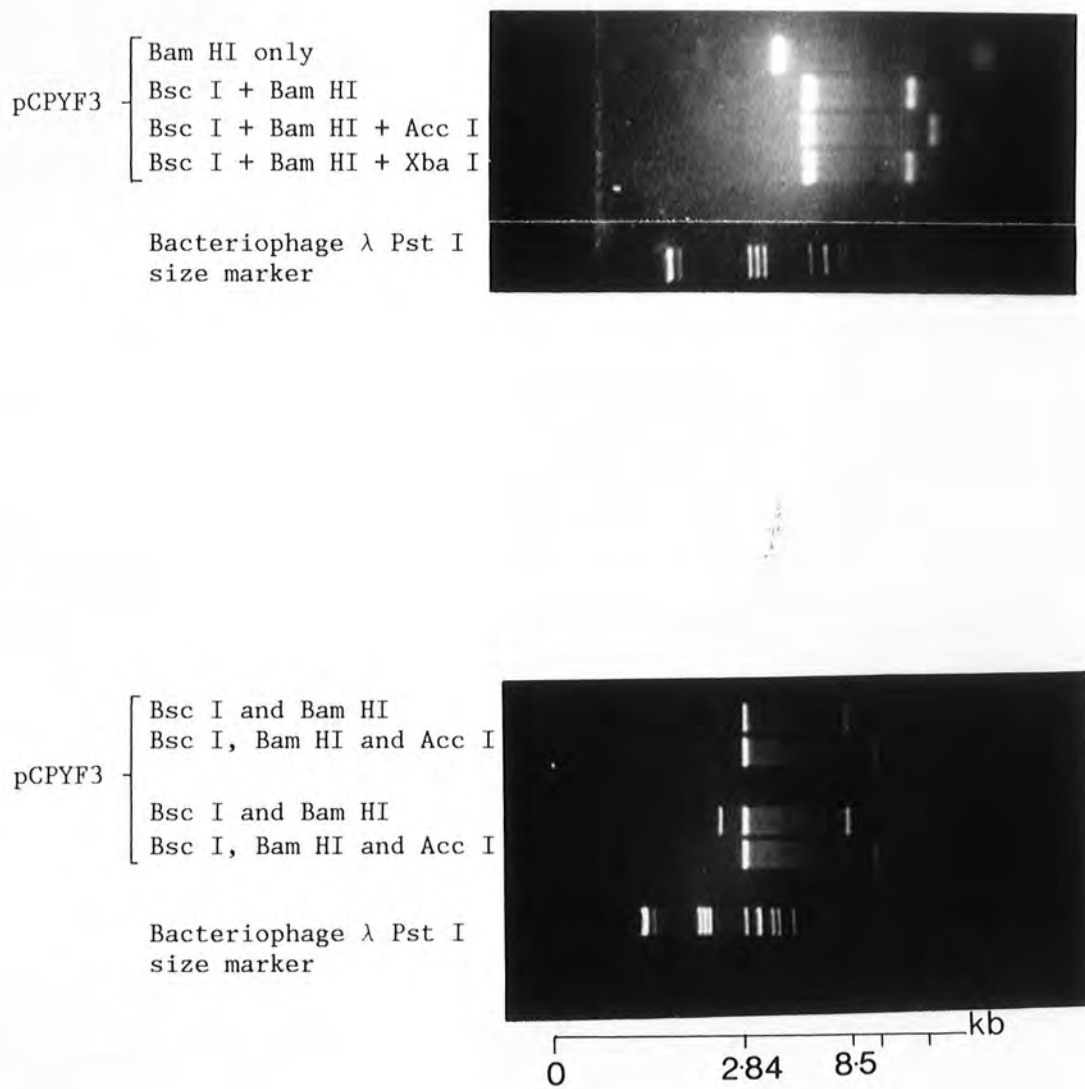 pCPYF3
Bam HI only
Bsc I + Bam HI
Bsc I + Bam HI + Acc I
Bsc I + Bam HI + Xba I
Bacteriophage λ Pst I
size marker
pCPYF3
Bsc I and Bam HI
Bsc I, Bam HI and Acc I
Bsc I and Bam HI
Bsc I, Bam HI and Acc I
Bacteriophage λ Pst I
size marker
kb
0 2·84 8·5